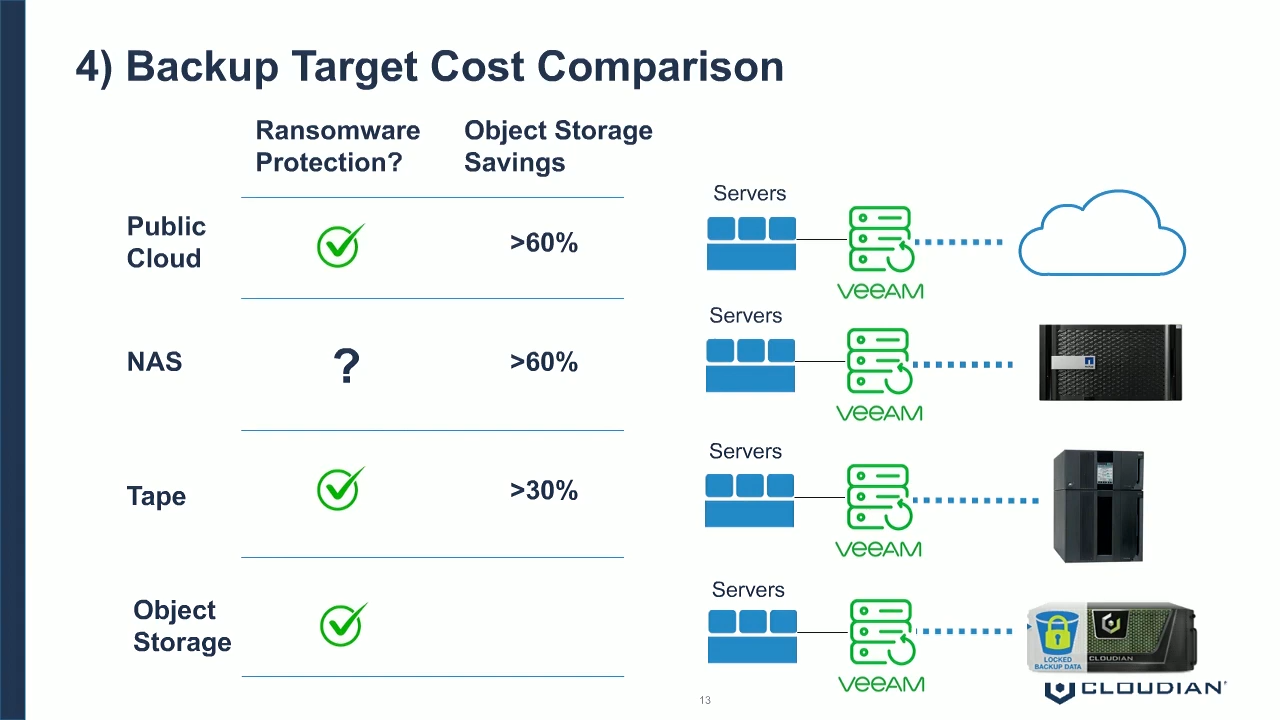 4) Backup Target Cost Comparison
Ransomware
Protection?
Object Storage
Savings
Public
Cloud
>60%
Servers
veeAM
NAS
?
>60%
Servers
veeAM
Tape
>30%
Servers
veeAM
Object
Storage
Servers
veeAM
LOCKED
BACKUP DATA
CLOUDIAN
CLOUDIAN
13